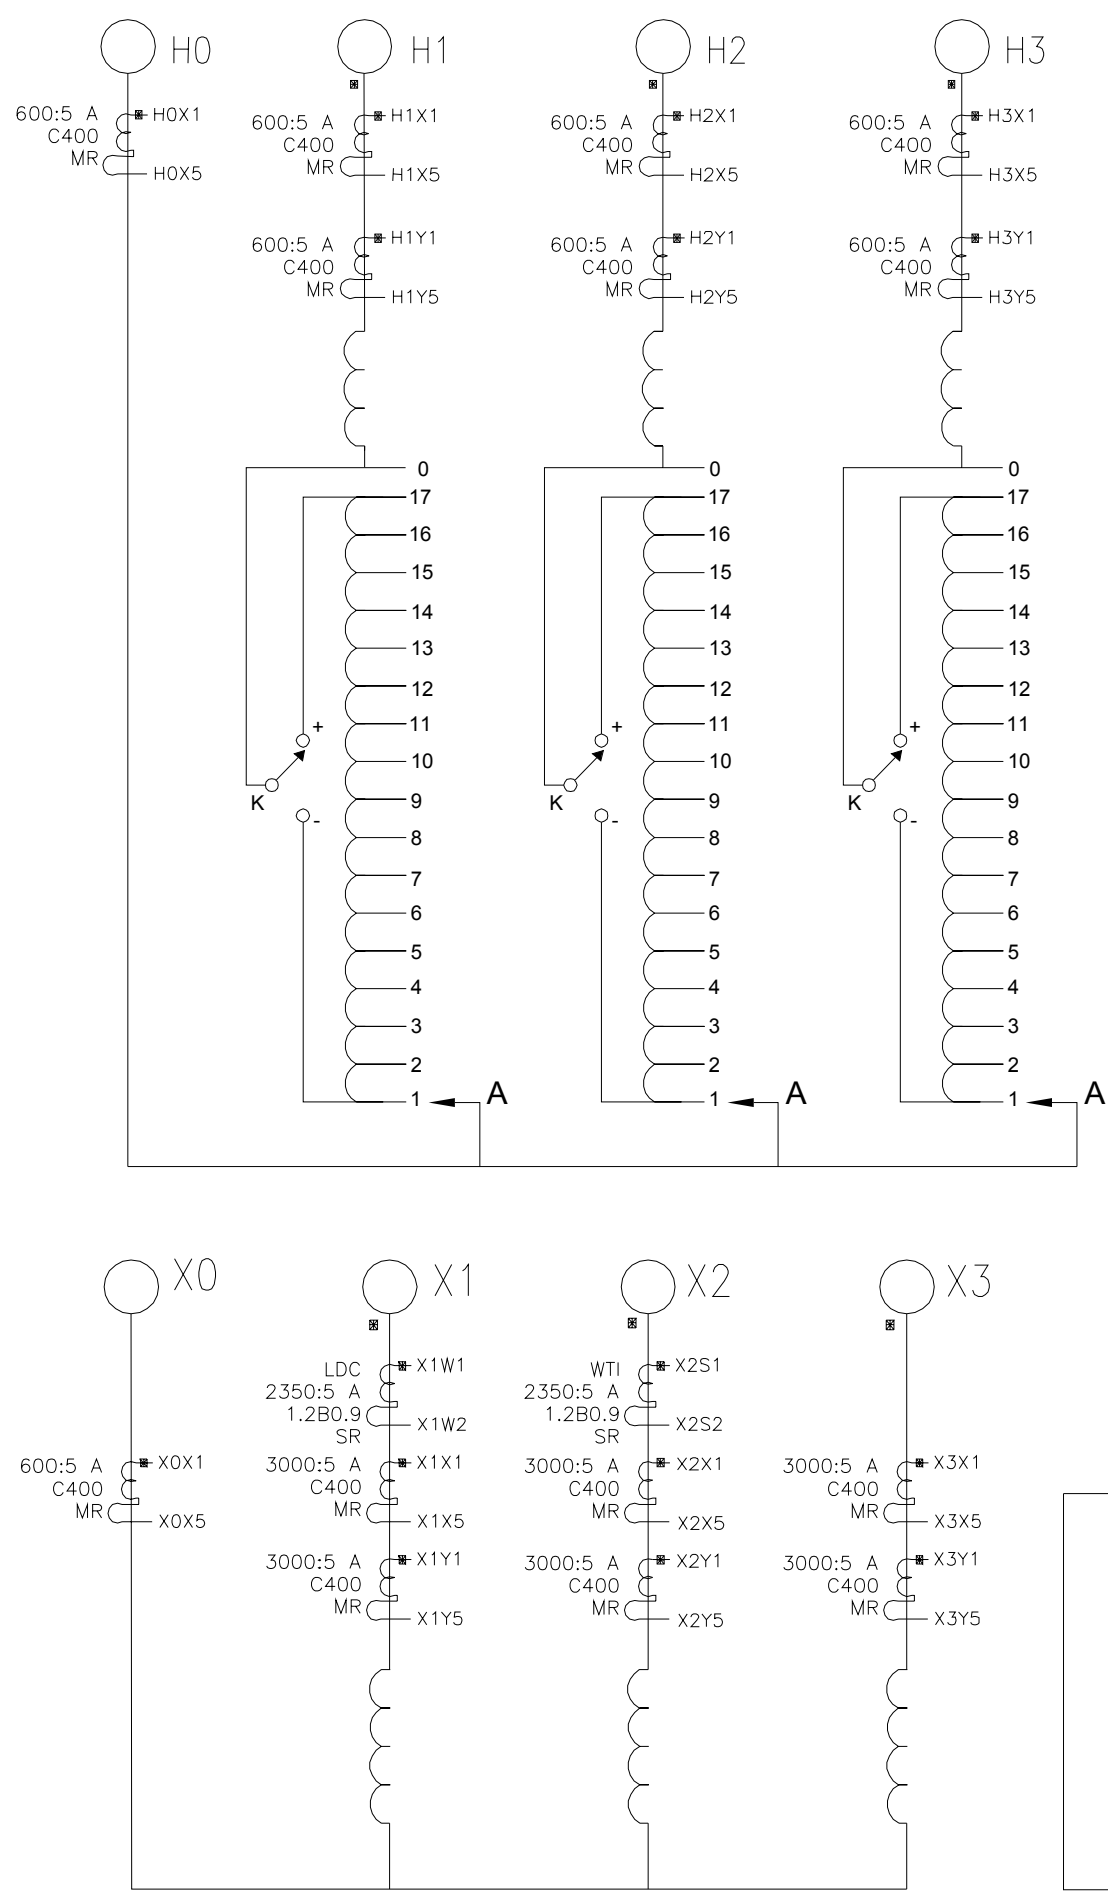 H0
H1
H2
H3
600:5 A
C400
MR
H0X1
H0X5
600:5 A
C400
MR
H1X1
H1X5
600:5 A
C400
MR
H2X1
H2X5
600:5 A
C400
MR
H3X1
H3X5
600:5 A
C400
MR
H1Y1
H1Y5
600:5 A
C400
MR
H2Y1
H2Y5
600:5 A
C400
MR
H3Y1
H3Y5
0
17
16
15
14
13
12
11
10
9
8
7
6
5
4
3
2
1
+
K
-
A
0
17
16
15
14
13
12
11
10
9
8
7
6
5
4
3
2
1
+
K
-
A
0
17
16
15
14
13
12
11
10
9
8
7
6
5
4
3
2
1
+
K
-
A
X0
X1
X2
X3
LDC
2350:5 A
1.2B0.9
SR
X1W1
X1W2
WTI
2350:5 A
1.2B0.9
SR
X2S1
X2S2
600:5 A
C400
MR
X0X1
X0X5
3000:5 A
C400
MR
X1X1
X1X5
3000:5 A
C400
MR
X2X1
X2X5
3000:5 A
C400
MR
X3X1
X3X5
3000:5 A
C400
MR
X1Y1
X1Y5
3000:5 A
C400
MR
X2Y1
X2Y5
3000:5 A
C400
MR
X3Y1
X3Y5